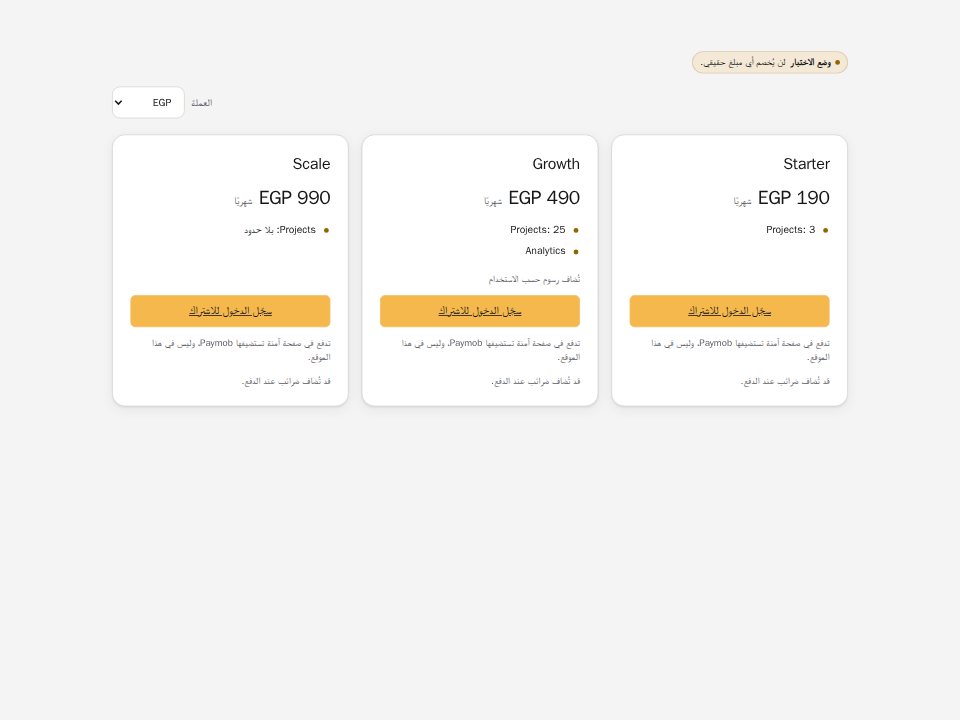 وضع الاختبار لن يُخصم أي مبلغ حقيقي.
العملة EGP
Starter
EGP 190 شهريًا
Projects: 3
سجّل الدخول للاشتراك
تدفع في صفحة آمنة تستضيفها Paymob، وليس في هذا
الموقع.
قد تُضاف ضرائب عند الدفع.
Growth
EGP 490 شهريًا
Projects: 25
Analytics
تُضاف رسوم حسب الاستخدام
سجّل الدخول للاشتراك
تدفع في صفحة آمنة تستضيفها Paymob، وليس في هذا
الموقع.
قد تُضاف ضرائب عند الدفع.
Scale
EGP 990 شهريًا
Projects: بلا حدود
سجّل الدخول للاشتراك
تدفع في صفحة آمنة تستضيفها Paymob، وليس في هذا
الموقع.
قد تُضاف ضرائب عند الدفع.